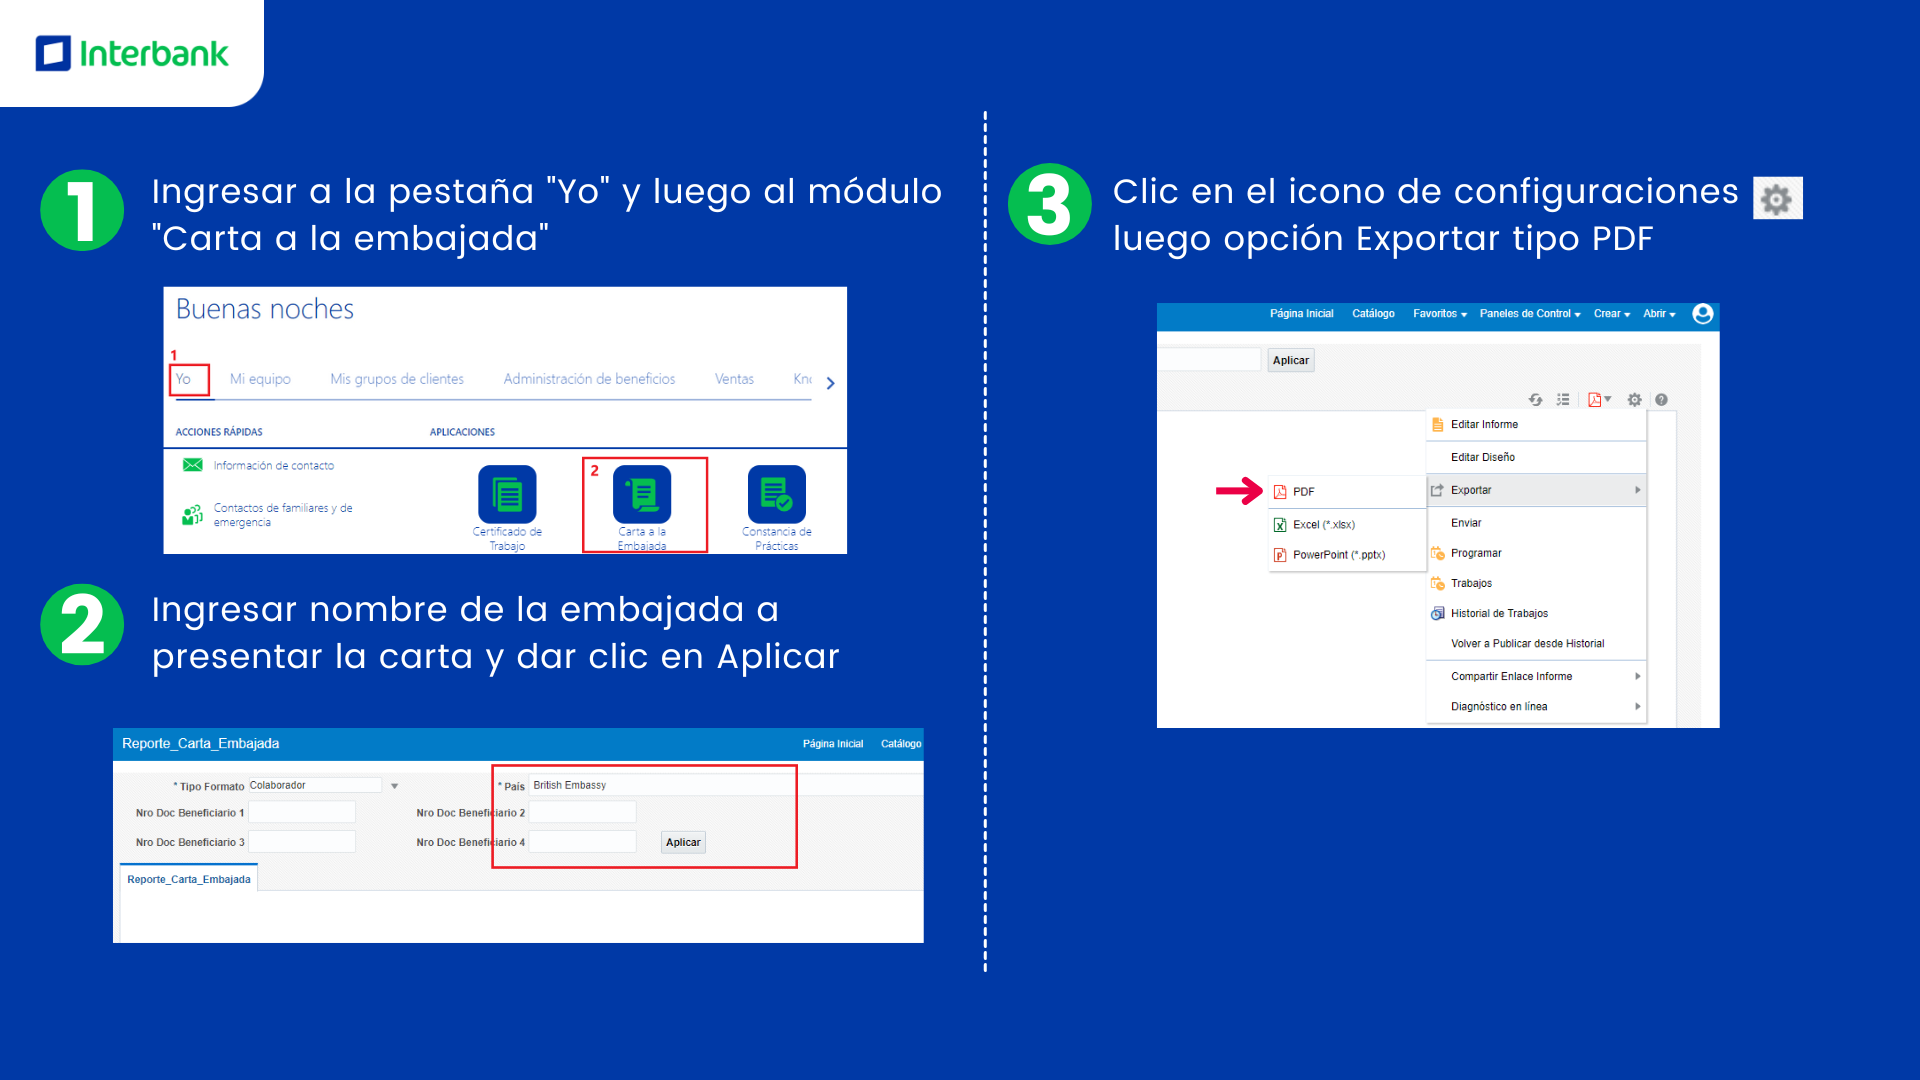 Interbank
1
Ingresar a la pestaña "Yo" y luego al módulo
"Carta a la embajada"
Buenas noches
1
Yo Mi equipo Mis grupos de clientes Administración de beneficios Ventas
ACCIONES RÁPIDAS APLICACIONES
Información de contacto
Contactos de familiares y de
emergencia
2
Certificado de
Trabajo
Carta a la
Embajada
Constancia de
Prácticas
2
Ingresar nombre de la embajada a
presentar la carta y dar clic en Aplicar
Reporte_Carta_Embajada Página Inicial Catálogo
* Tipo Formato Colaborador * País British Embassy
Nro Doc Beneficiario 1 Nro Doc Beneficiario 2
Nro Doc Beneficiario 3 Nro Doc Beneficiario 4 Aplicar
Reporte_Carta_Embajada
3
Clic en el icono de configuraciones
luego opción Exportar tipo PDF
Página Inicial Catálogo Favoritos Paneles de Control Crear Abrir
Aplicar
Editar Informe
Editar Diseño
Exportar
PDF
Excel (*.xlsx)
PowerPoint (*.pptx)
Enviar
Programar
Trabajos
Historial de Trabajos
Volver a Publicar desde Historial
Compartir Enlace Informe
Diagnóstico en línea